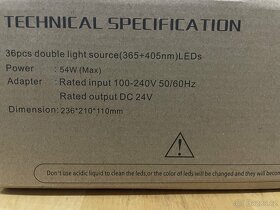 TECHNICAL SPECIFICATION
36pcs double light source(365+405nm)LEDs
Power : 54W(Max)
Adapter : Rated input 100-240V 50/60Hz
Rated output DC 24V
Dimension: 236*210*110mm
Don't use acidic liquid to clean the leds,or the color of leds will be changed and they will become